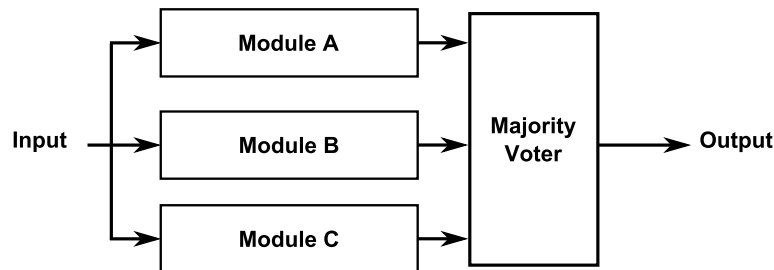 Module A
Input
Module B
Majority
Voter
Output
Module C